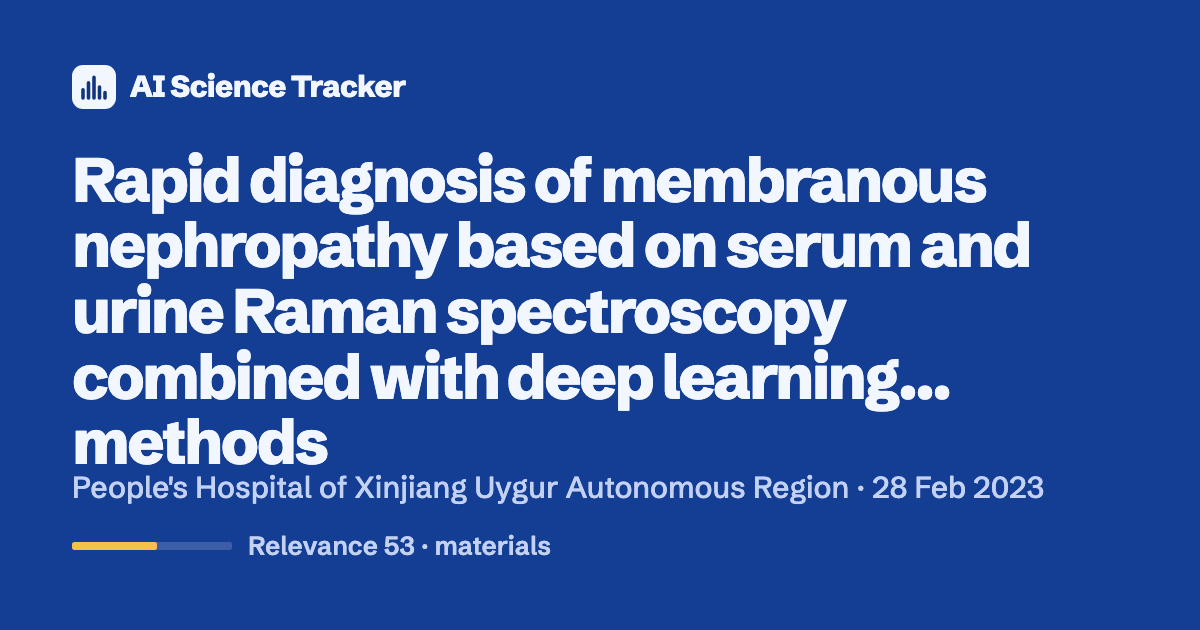 AI Science Tracker
Rapid diagnosis of membranous
nephropathy based on serum and
urine Raman spectroscopy
combined with deep learning...
methods
People's Hospital of Xinjiang Uygur Autonomous Region · 28 Feb 2023
Relevance 53 · materials